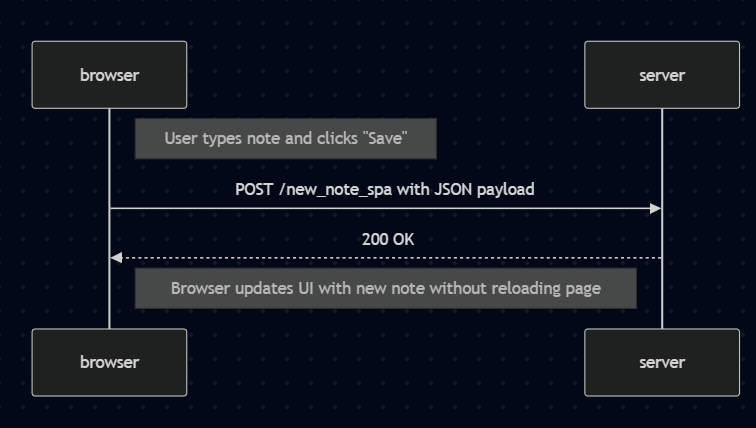 browser
server
User types note and clicks "Save"
POST /new_note_spa with JSON payload
200 OK
Browser updates UI with new note without reloading page
browser
server